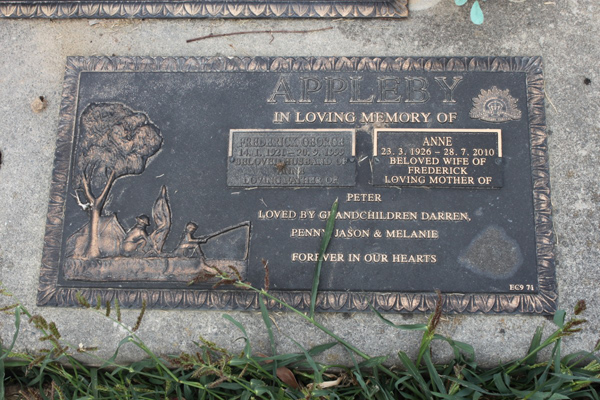 APPLEBY
IN LOVING MEMORY OF
FREDERICK GEORGE
BELOVED HUSBAND OF
LOVING FATHER OF
ANNE
23. 3. 1926 – 28. 7. 2010
BELOVED WIFE OF
FREDERICK
LOVING MOTHER OF
PETER
LOVED BY GRANDCHILDREN DARREN,
PENNY, JASON & MELANIE
FOREVER IN OUR HEARTS
EC9 71